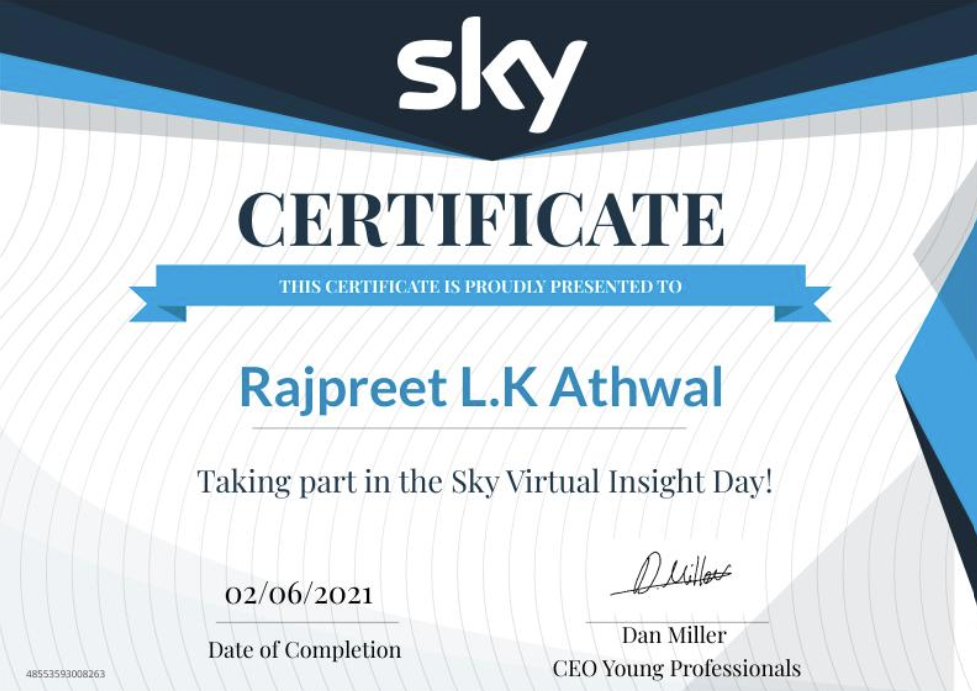 sky
CERTIFICATE
THIS CERTIFICATE IS PROUDLY PRESENTED TO
Rajpreet L.K Athwal
Taking part in the Sky Virtual Insight Day!
D. Miller
02/06/2021
Date of Completion
Dan Miller
CEO Young Professionals
48553593008263